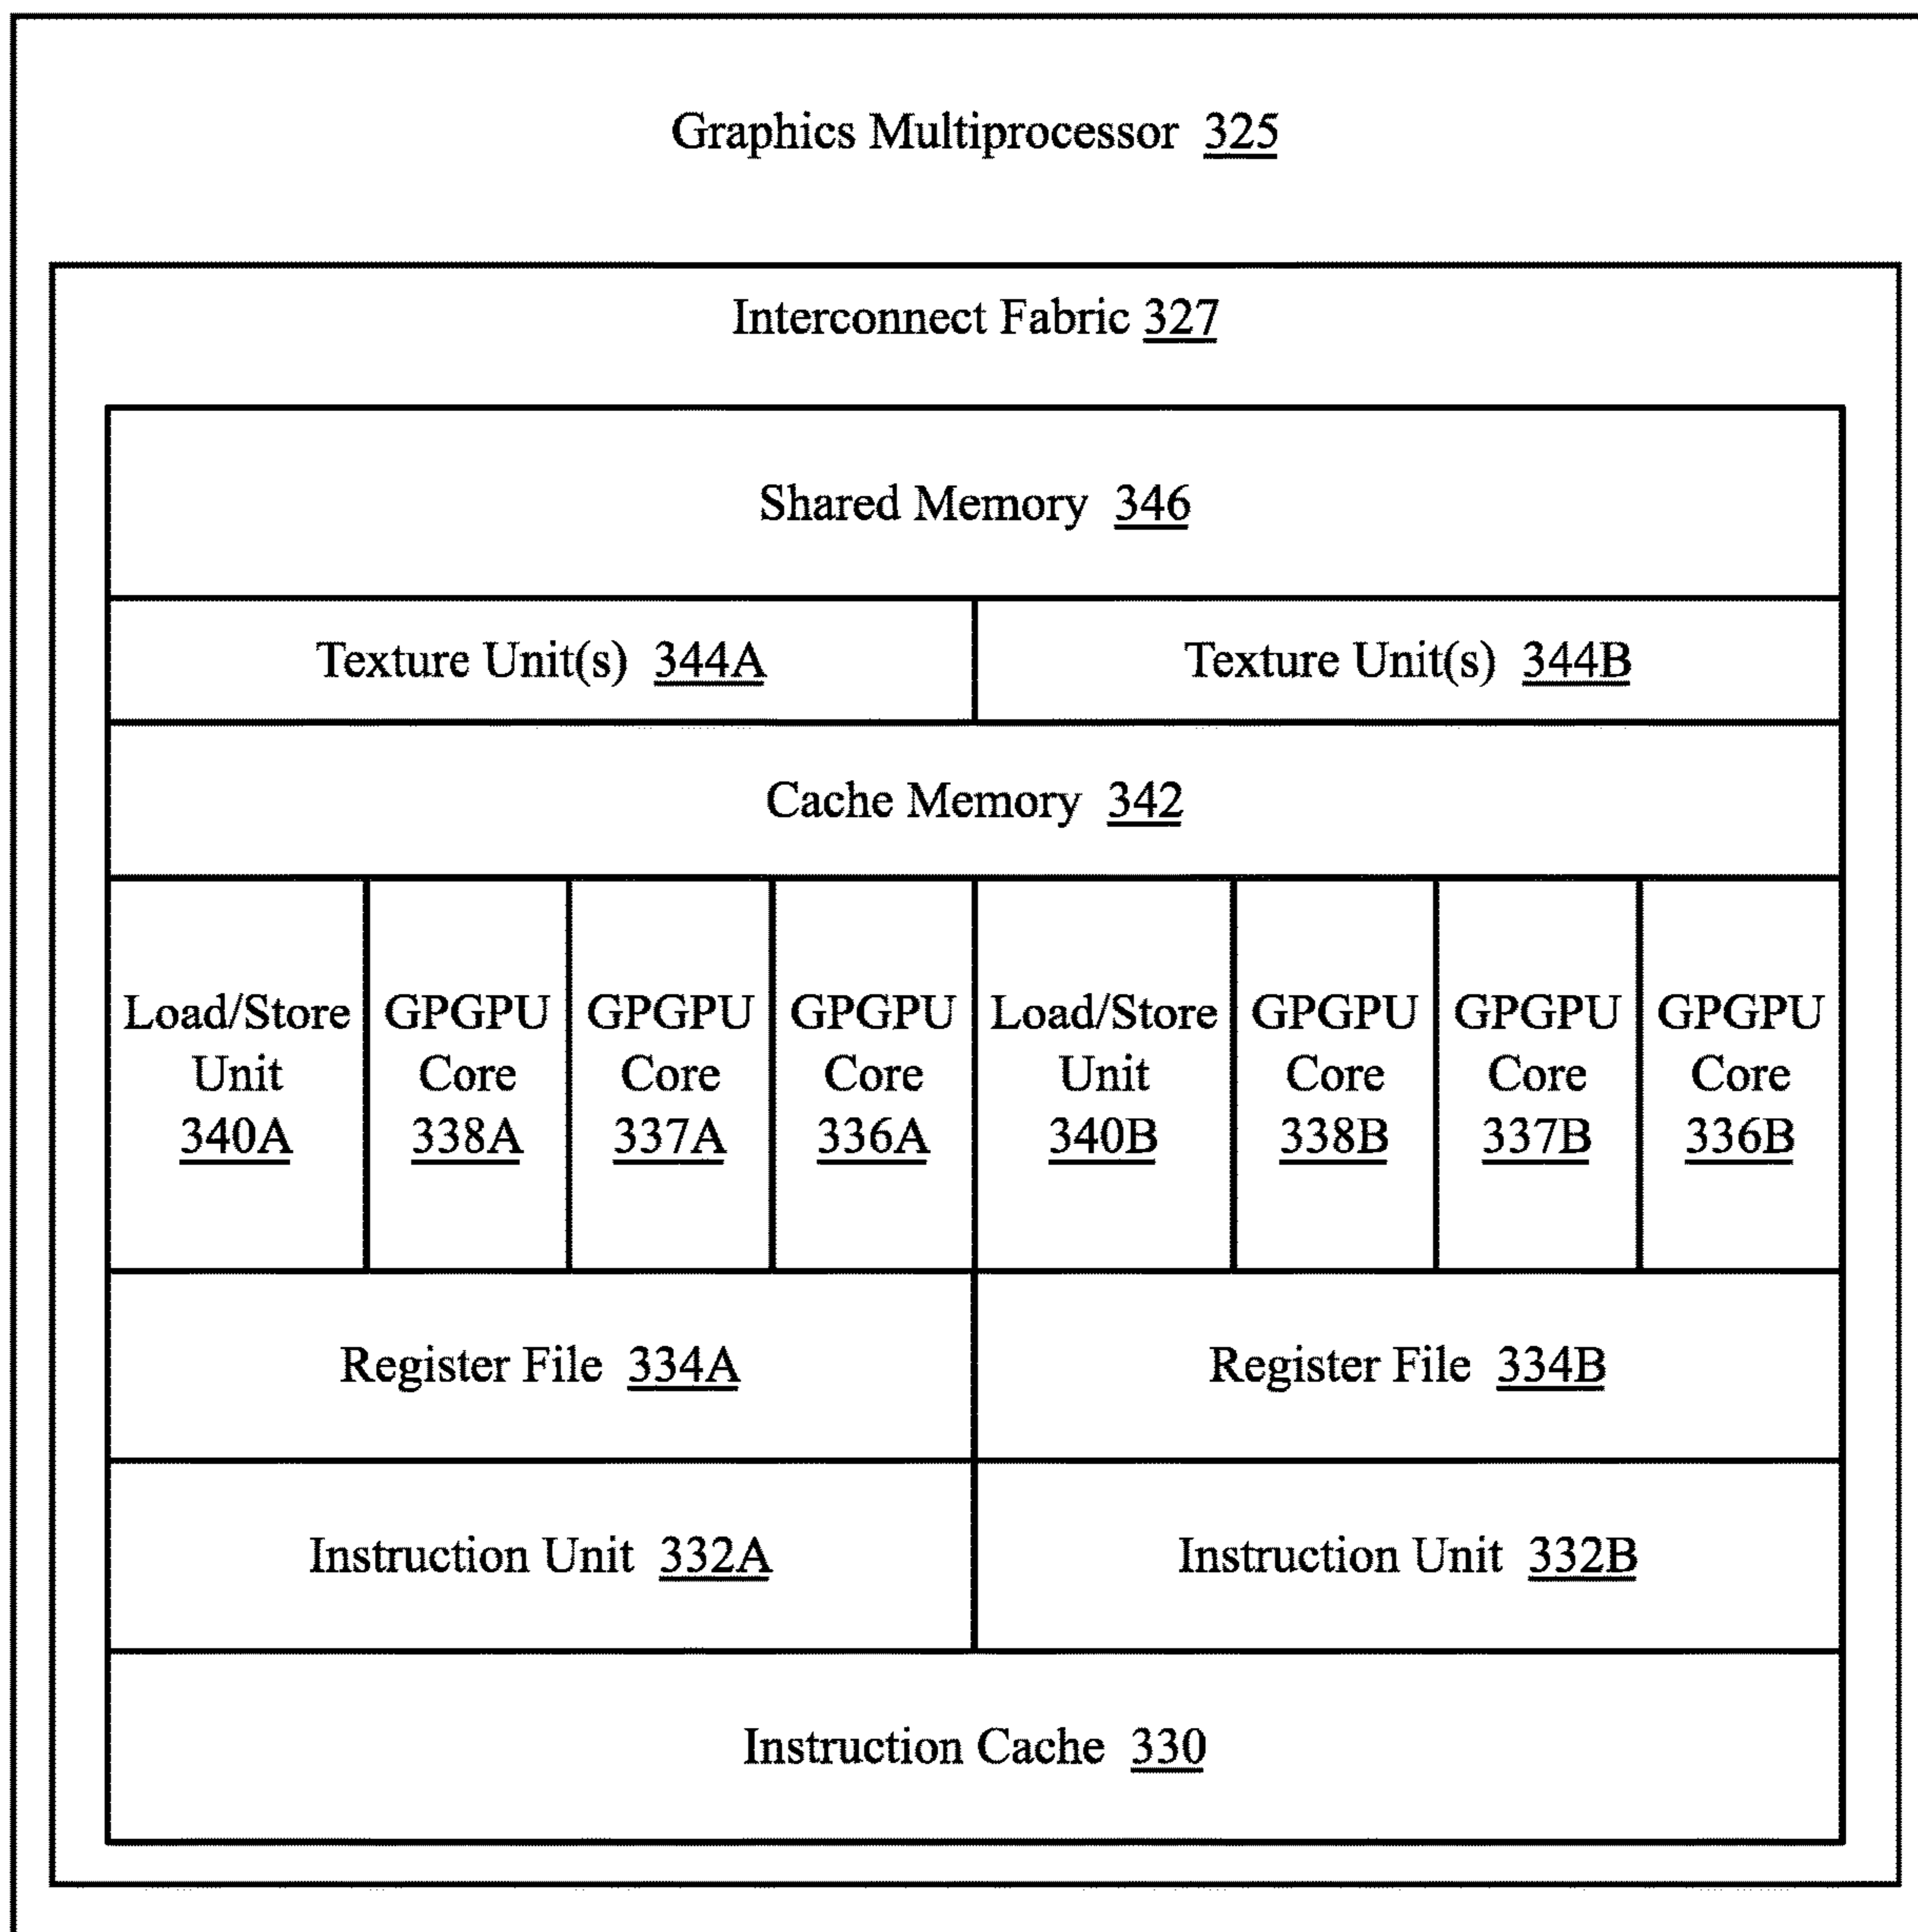 Graphics Multiprocessor 325
Interconnect Fabric 327
Shared Memory 346
Texture Unit(s) 344A
Texture Unit(s) 344B
Cache Memory 342
Load/Store
Unit
340A
GPGPU
Core
338A
GPGPU
Core
337A
GPGPU
Core
336A
Load/Store
Unit
340B
GPGPU
Core
338B
GPGPU
Core
337B
GPGPU
Core
336B
Register File 334A
Register File 334B
Instruction Unit 332A
Instruction Unit 332B
Instruction Cache 330